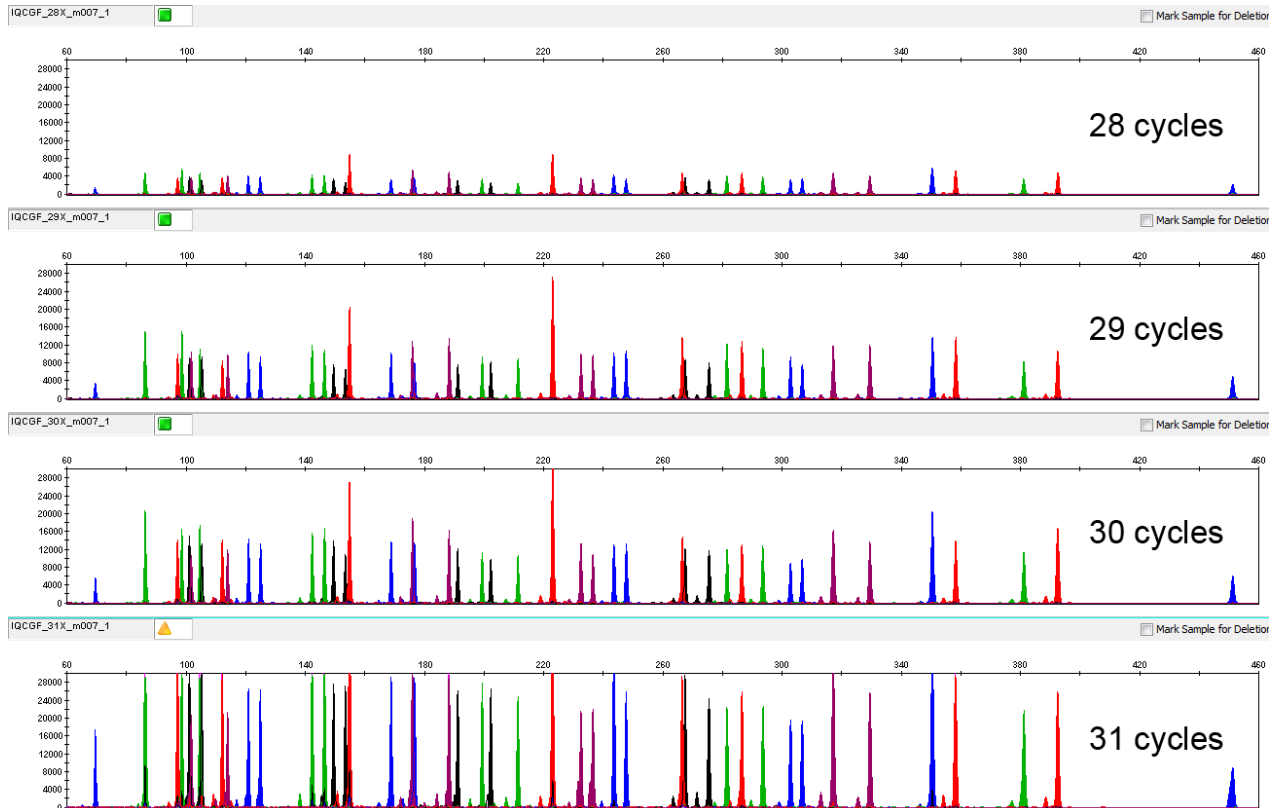 IQCGF_28X_m007_1 Mark Sample for Deletion
60 100 140 180 220 260 300 340 380 420 460
28000
24000
20000
16000
12000
8000
4000
0
28 cycles
IQCGF_29X_m007_1 Mark Sample for Deletion
60 100 140 180 220 260 300 340 380 420 460
28000
24000
20000
16000
12000
8000
4000
0
29 cycles
IQCGF_30X_m007_1 Mark Sample for Deletion
60 100 140 180 220 260 300 340 380 420 460
28000
24000
20000
16000
12000
8000
4000
0
30 cycles
IQCGF_31X_m007_1 Mark Sample for Deletion
60 100 140 180 220 260 300 340 380 420 460
28000
24000
20000
16000
12000
8000
4000
0
31 cycles